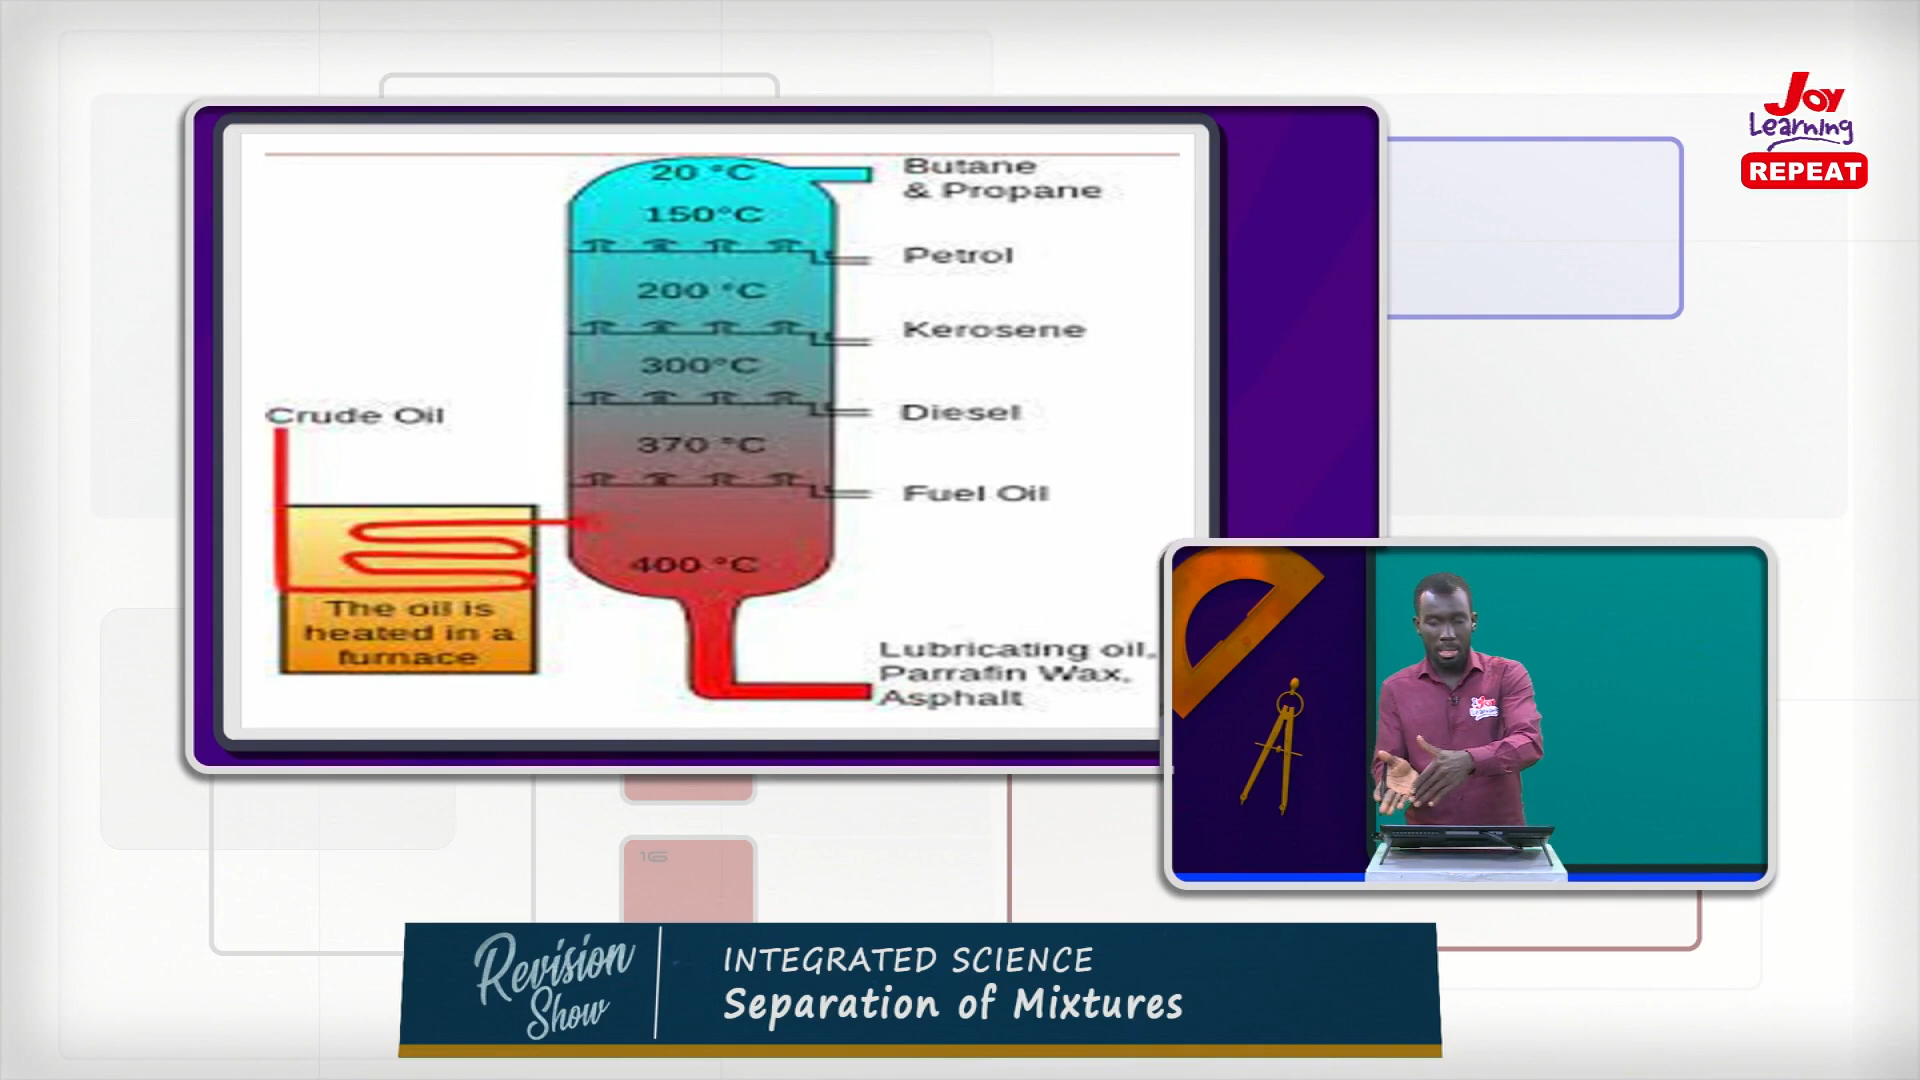 20 °C
Butane
& Propane
150°C
Petrol
200 °C
Kerosene
300°C
Diesel
Crude Oil
370 °C
Fuel Oil
400 °C
The oil is
heated in a
furnace
Lubricating oil,
Parrafin Wax,
Asphalt
Joy
Learning
REPEAT
16
Revision
Show
INTEGRATED SCIENCE
Separation of Mixtures